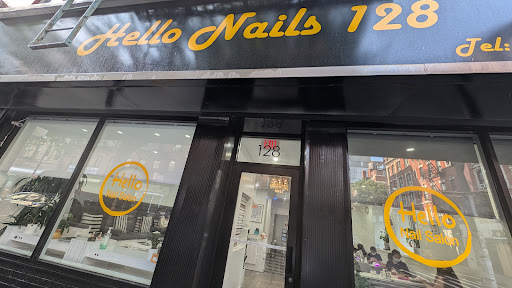 Hello Nails 128
Tel:
128
Hello
Hello
Nail Salon